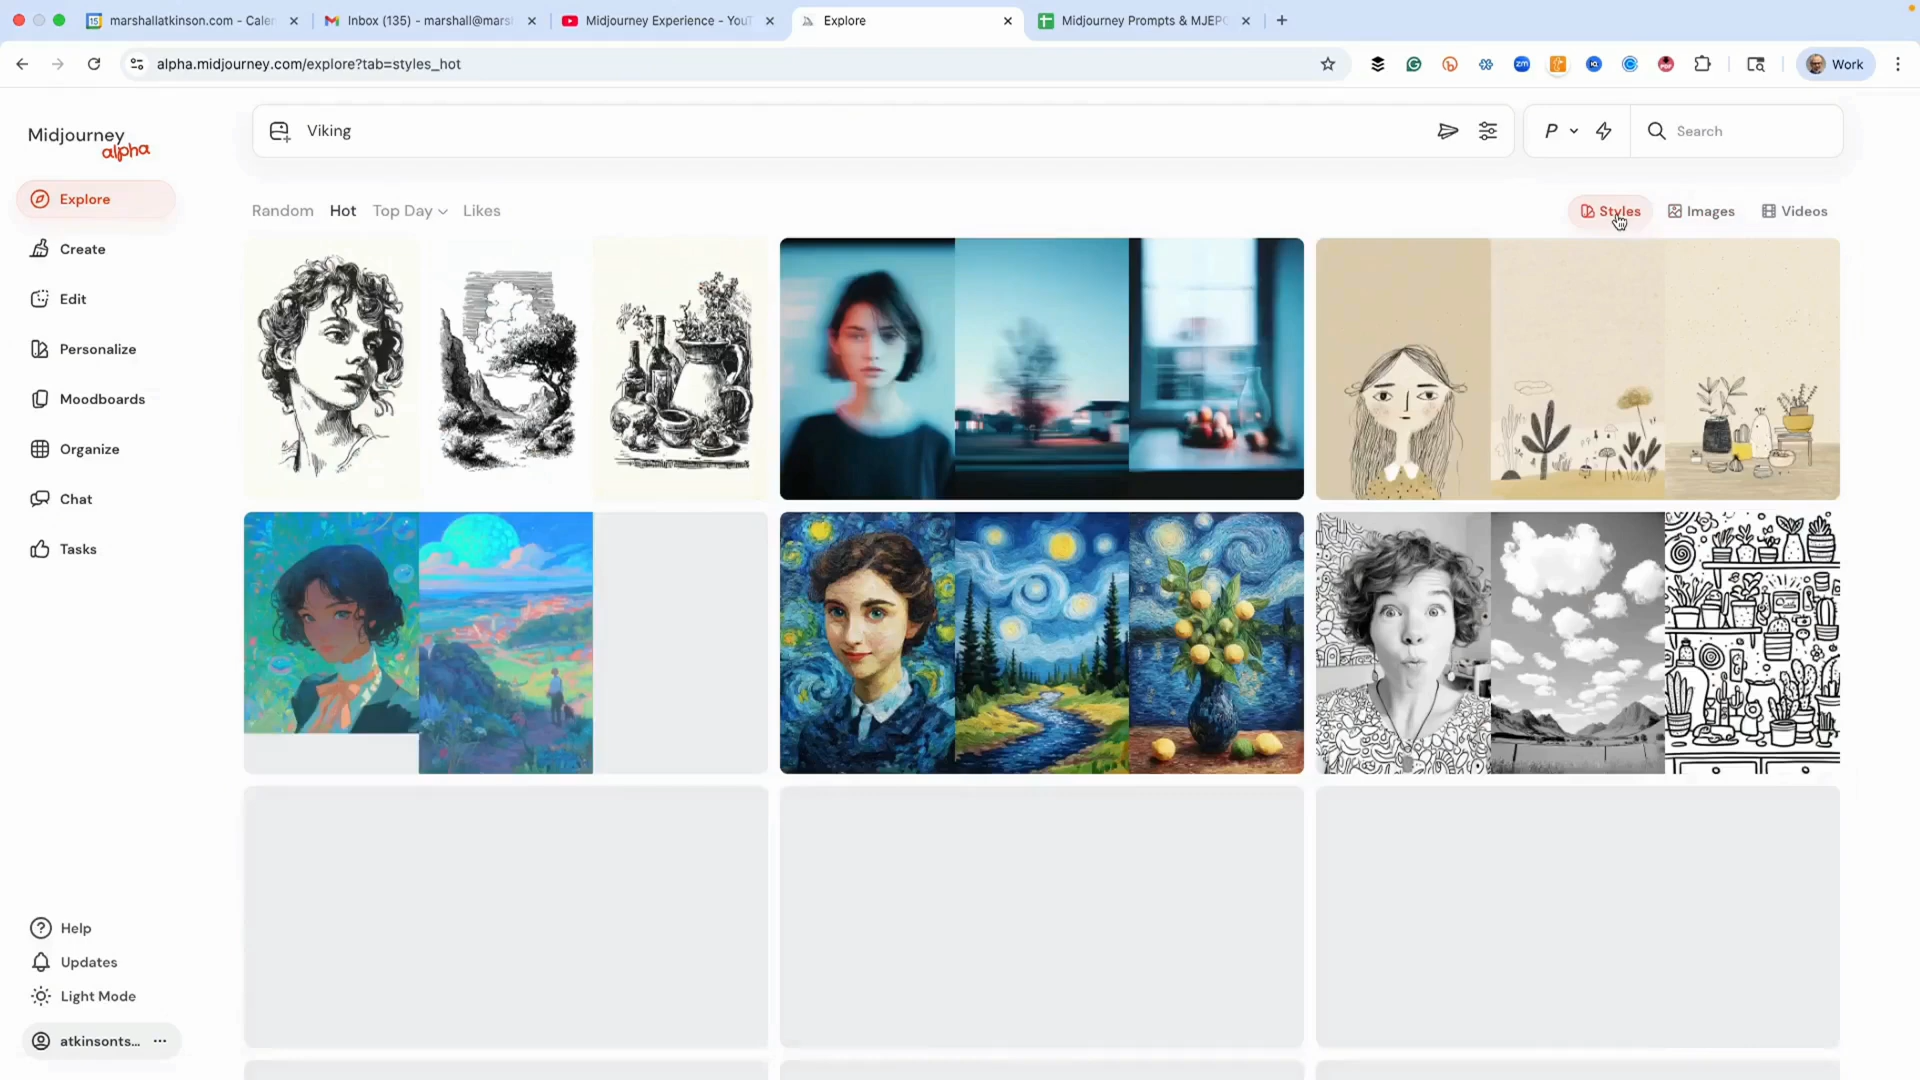 marshallatkinson.com - Calen
Inbox (135) - marshall@mars
Midjourney Experience - YouT
Explore
Midjourney Prompts & MJEPC
alpha.midjourney.com/explore?tab=styles_hot
Work
Midjourney
alpha
Viking
P
Search
Explore
Create
Edit
Personalize
Moodboards
Organize
Chat
Tasks
Random
Hot
Top Day
Likes
Styles
Images
Videos
Help
Updates
Light Mode
atkinsonts...